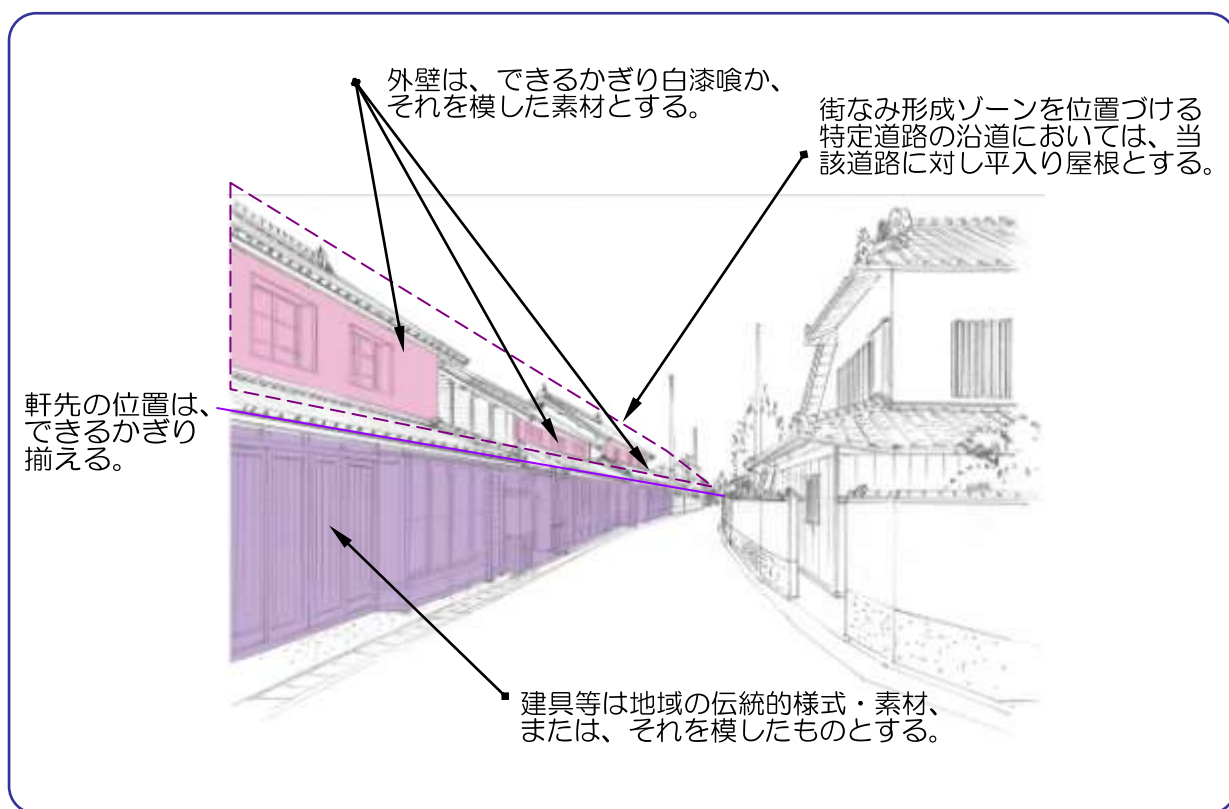 外壁は、できるかぎり白漆喰か、
それを模した素材とする。
街なみ形成ゾーンを位置づける
特定道路の沿道においては、当
該道路に対し平入り屋根とする。
軒先の位置は、
できるかぎり
揃える。
建具等は地域の伝統的様式・素材、
または、それを模したものとする。